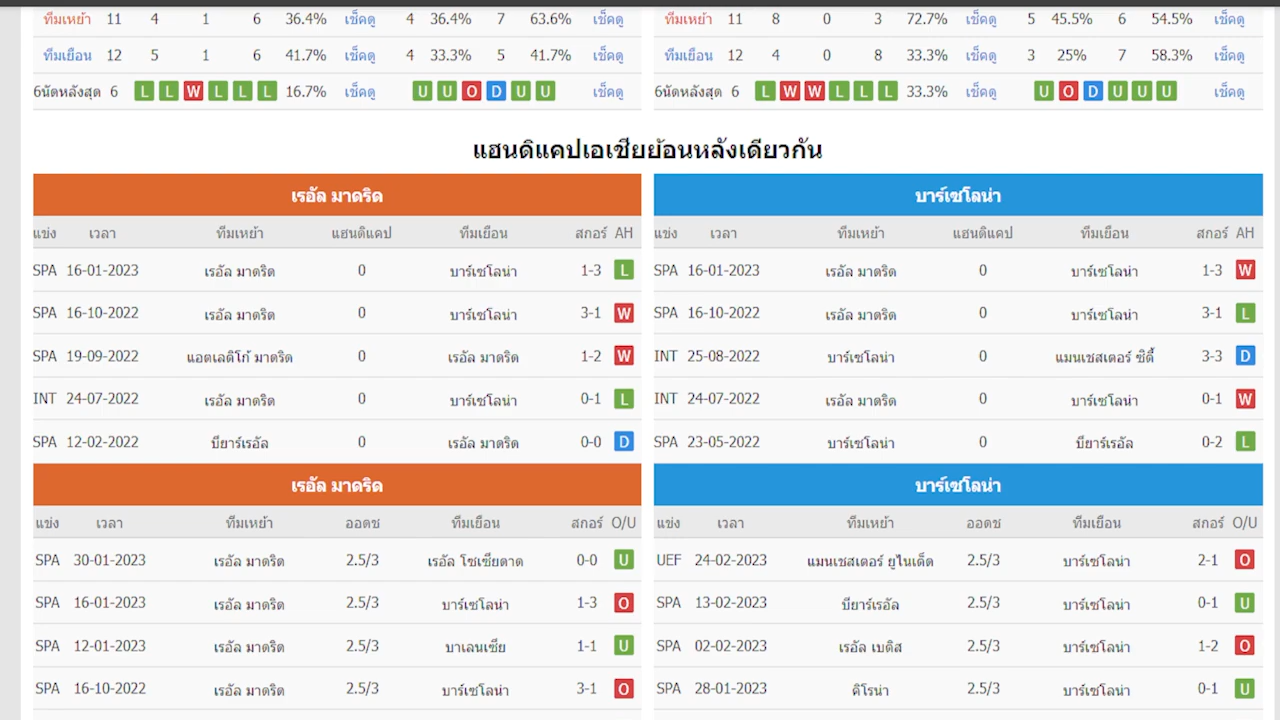 ทีมเหย้า 11 4 1 6 36.4% เช็คดู 4 36.4% 7 63.6% เช็คดู
ทีมเยือน 12 5 1 6 41.7% เช็คดู 4 33.3% 5 41.7% เช็คดู
6นัดหลังสุด 6 L L W L L L 16.7% เช็คดู U U O D U U เช็คดู
ทีมเหย้า 11 8 0 3 72.7% เช็คดู 5 45.5% 6 54.5% เช็คดู
ทีมเยือน 12 4 0 8 33.3% เช็คดู 3 25% 7 58.3% เช็คดู
6นัดหลังสุด 6 L W W L L L 33.3% เช็คดู U O D U U U เช็คดู
แฮนดิแคปเอเชียย้อนหลังเดียวกัน
เรอัล มาดริด
แข่ง เวลา ทีมเหย้า แฮนดิแคป ทีมเยือน สกอร์ AH
SPA 16-01-2023 เรอัล มาดริด 0 บาร์เซโลน่า 1-3 L
SPA 16-10-2022 เรอัล มาดริด 0 บาร์เซโลน่า 3-1 W
SPA 19-09-2022 แอตเลติโก้ มาดริด 0 เรอัล มาดริด 1-2 W
INT 24-07-2022 เรอัล มาดริด 0 บาร์เซโลน่า 0-1 L
SPA 12-02-2022 บียาร์เรอัล 0 เรอัล มาดริด 0-0 D
บาร์เซโลน่า
แข่ง เวลา ทีมเหย้า แฮนดิแคป ทีมเยือน สกอร์ AH
SPA 16-01-2023 เรอัล มาดริด 0 บาร์เซโลน่า 1-3 W
SPA 16-10-2022 เรอัล มาดริด 0 บาร์เซโลน่า 3-1 L
INT 25-08-2022 บาร์เซโลน่า 0 แมนเชสเตอร์ ซิตี้ 3-3 D
INT 24-07-2022 เรอัล มาดริด 0 บาร์เซโลน่า 0-1 W
SPA 23-05-2022 บาร์เซโลน่า 0 บียาร์เรอัล 0-2 L
เรอัล มาดริด
แข่ง เวลา ทีมเหย้า ออดซ ทีมเยือน สกอร์ O/U
SPA 30-01-2023 เรอัล มาดริด 2.5/3 เรอัล โซเซียดาด 0-0 U
SPA 16-01-2023 เรอัล มาดริด 2.5/3 บาร์เซโลน่า 1-3 O
SPA 12-01-2023 เรอัล มาดริด 2.5/3 บาเลนเซีย 1-1 U
SPA 16-10-2022 เรอัล มาดริด 2.5/3 บาร์เซโลน่า 3-1 O
บาร์เซโลน่า
แข่ง เวลา ทีมเหย้า ออดซ ทีมเยือน สกอร์ O/U
UEF 24-02-2023 แมนเชสเตอร์ ยูไนเต็ด 2.5/3 บาร์เซโลน่า 2-1 O
SPA 13-02-2023 บียาร์เรอัล 2.5/3 บาร์เซโลน่า 0-1 U
SPA 02-02-2023 เรอัล เบติส 2.5/3 บาร์เซโลน่า 1-2 O
SPA 28-01-2023 คิโรน่า 2.5/3 บาร์เซโลน่า 0-1 U